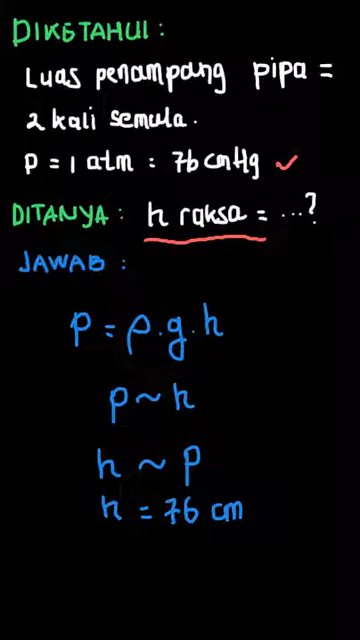 DIKETAHUI :
Luas penampang pipa =
2 kali semula.
P = 1 atm = 76 cmHg ✓
DITANYA : h raksa = ...?
JAWAB :
P = ρ.g.h
P ~ h
h ~ P
h = 76 cm